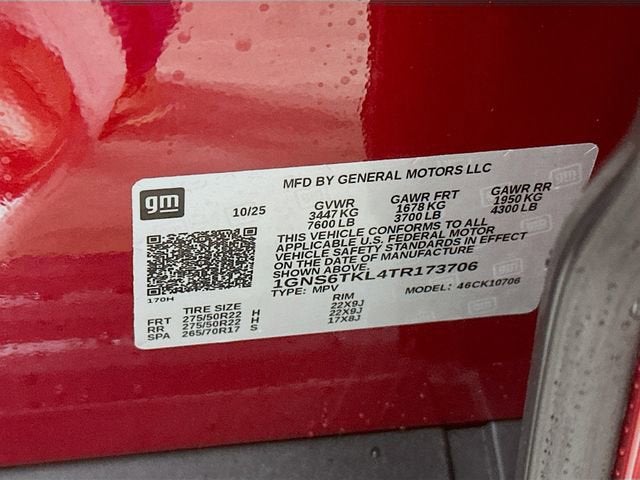 MFD BY GENERAL MOTORS LLC
gm
10/25
GVWR GAWR FRT GAWR RR
3447 KG 1678 KG 1950 KG
7600 LB 3700 LB 4300 LB
THIS VEHICLE CONFORMS TO ALL
APPLICABLE U.S. FEDERAL MOTOR
VEHICLE SAFETY STANDARDS IN EFFECT
ON THE DATE OF MANUFACTURE
SHOWN ABOVE.
1GNS6TKL4TR173706
TYPE: MPV MODEL: 46CK10706
170H
TIRE SIZE RIM
FRT 275/50R22 H 22X9J
RR 275/50R22 H 22X9J
SPA 265/70R17 S 17X8J